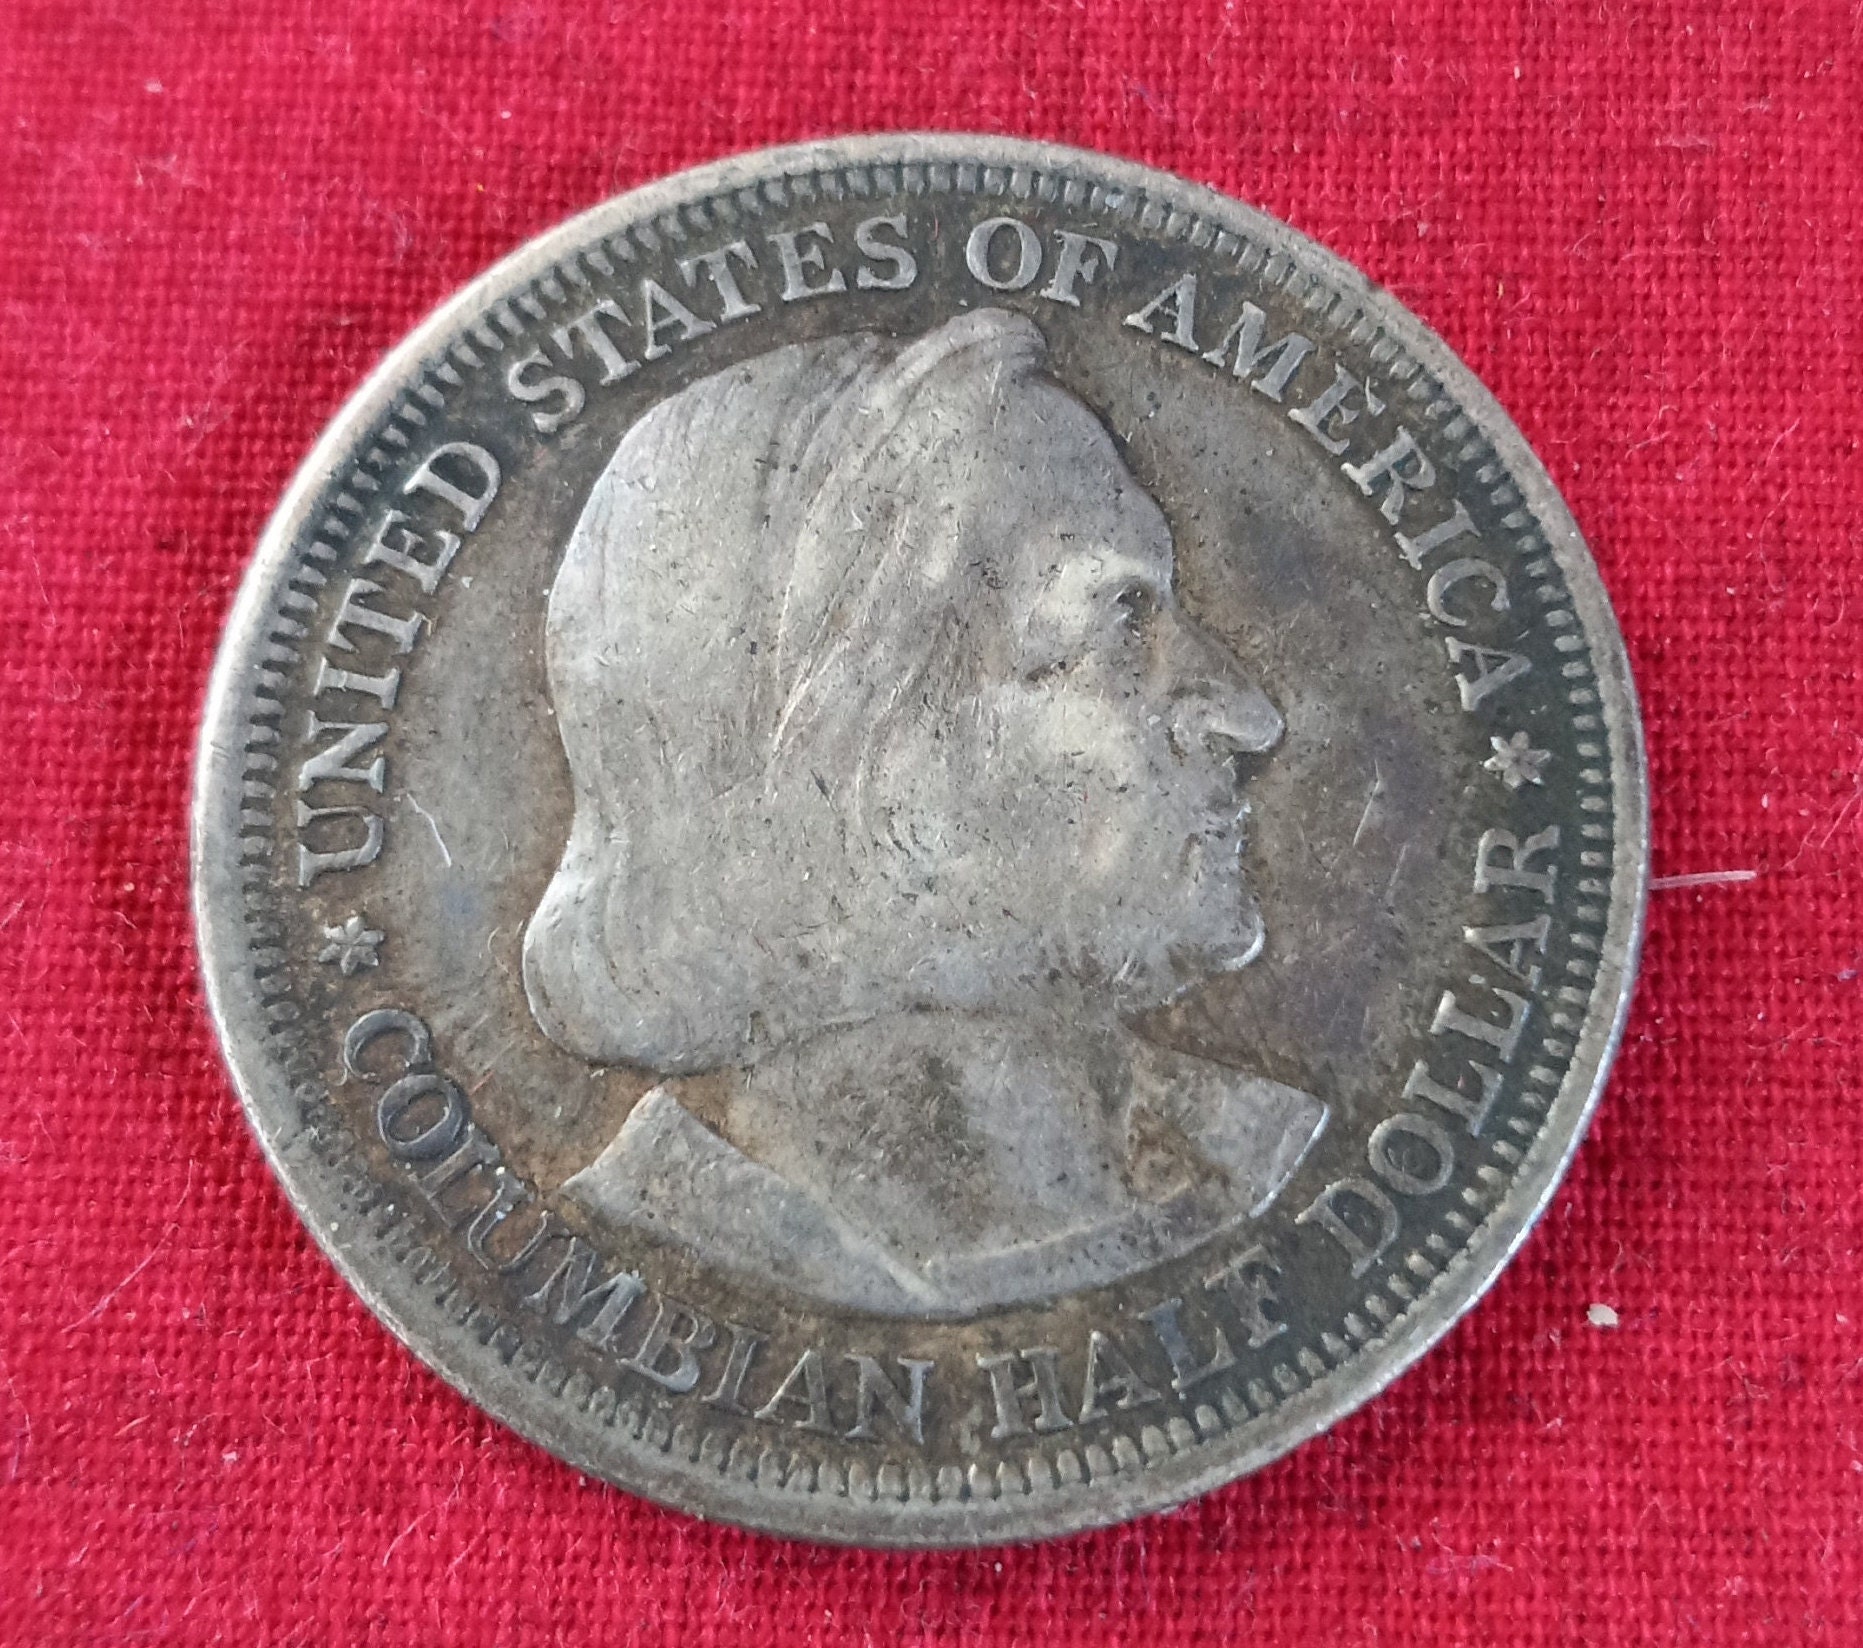 UNITED STATES OF AMERICA
COLUMBIAN HALF DOLLAR